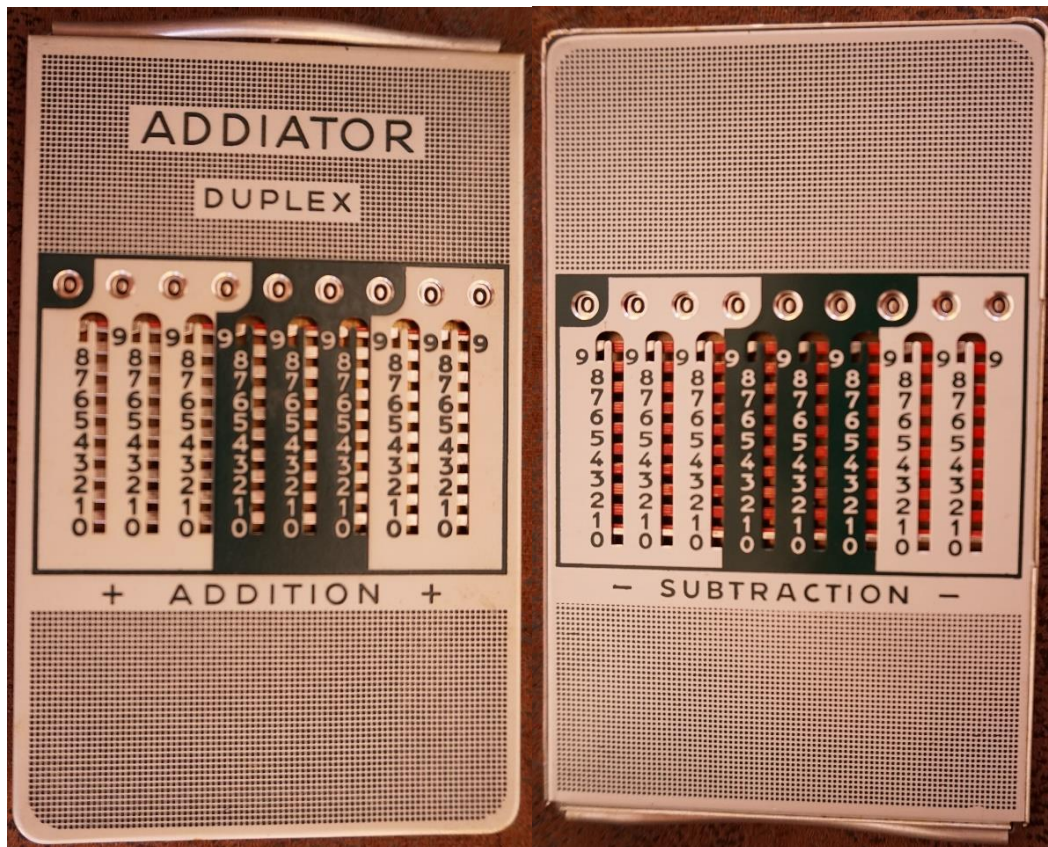 ADDIATOR
DUPLEX
0 0 0 0 0 0 0 0 0
9 9 9 9 9 9 9 9
8 8 8 8 8 8 8 8
7 7 7 7 7 7 7 7
6 6 6 6 6 6 6 6
5 5 5 5 5 5 5 5
4 4 4 4 4 4 4 4
3 3 3 3 3 3 3 3
2 2 2 2 2 2 2 2
1 1 1 1 1 1 1 1
0 0 0 0 0 0 0 0
+ ADDITION +
0 0 0 0 0 0 0 0 0
9 9 9 9 9 9 9 9 9
8 8 8 8 8 8 8 8
7 7 7 7 7 7 7 7
6 6 6 6 6 6 6 6
5 5 5 5 5 5 5 5
4 4 4 4 4 4 4 4
3 3 3 3 3 3 3 3
2 2 2 2 2 2 2 2
1 1 1 1 1 1 1 1
0 0 0 0 0 0 0 0
− SUBTRACTION −